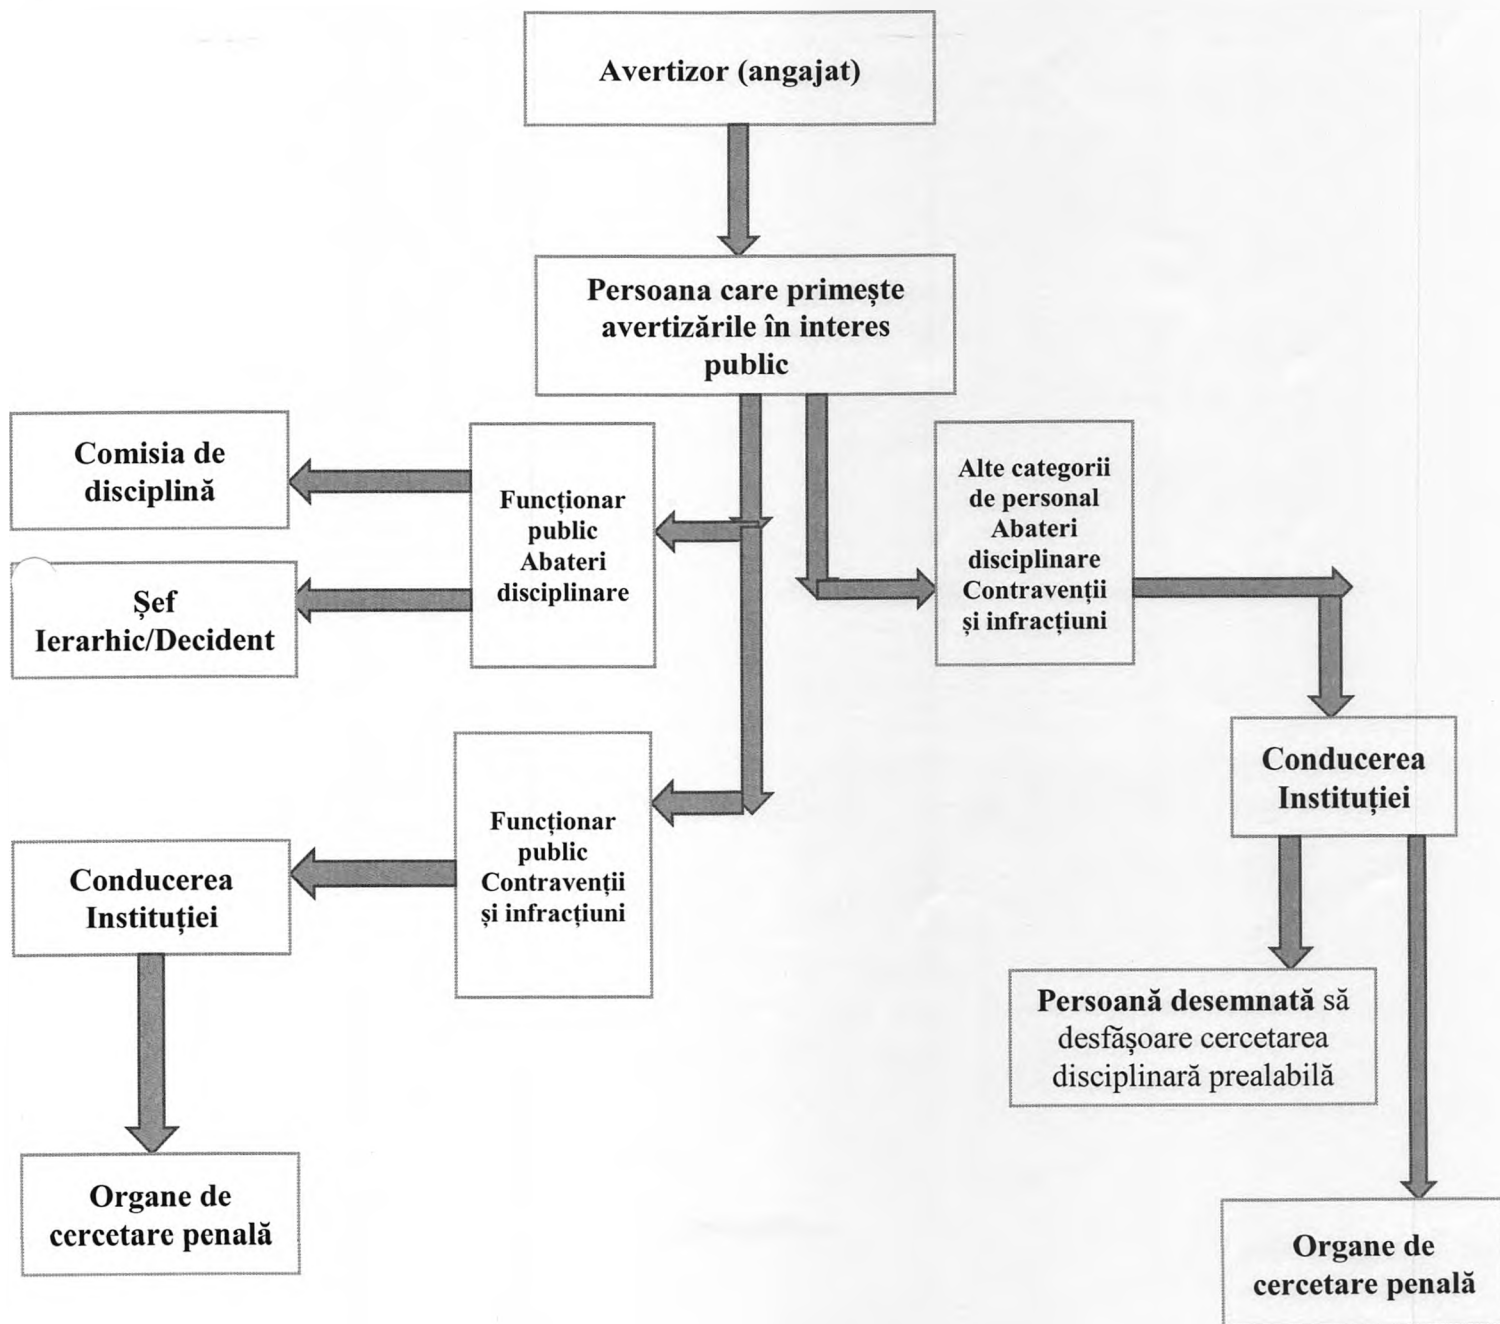 Avertizor (angajat)
Persoana care primește
avertizările în interes
public
Comisia de
disciplină
Funcționar
public
Abateri
disciplinare
Alte categorii
de personal
Abateri
disciplinare
Contravenții
și infracțiuni
Șef
Ierarhic/Decident
Funcționar
public
Contravenții
și infracțiuni
Conducerea
Instituției
Conducerea
Instituției
Persoană desemnată să
desfășoare cercetarea
disciplinară prealabilă
Organe de
cercetare penală
Organe de
cercetare penală